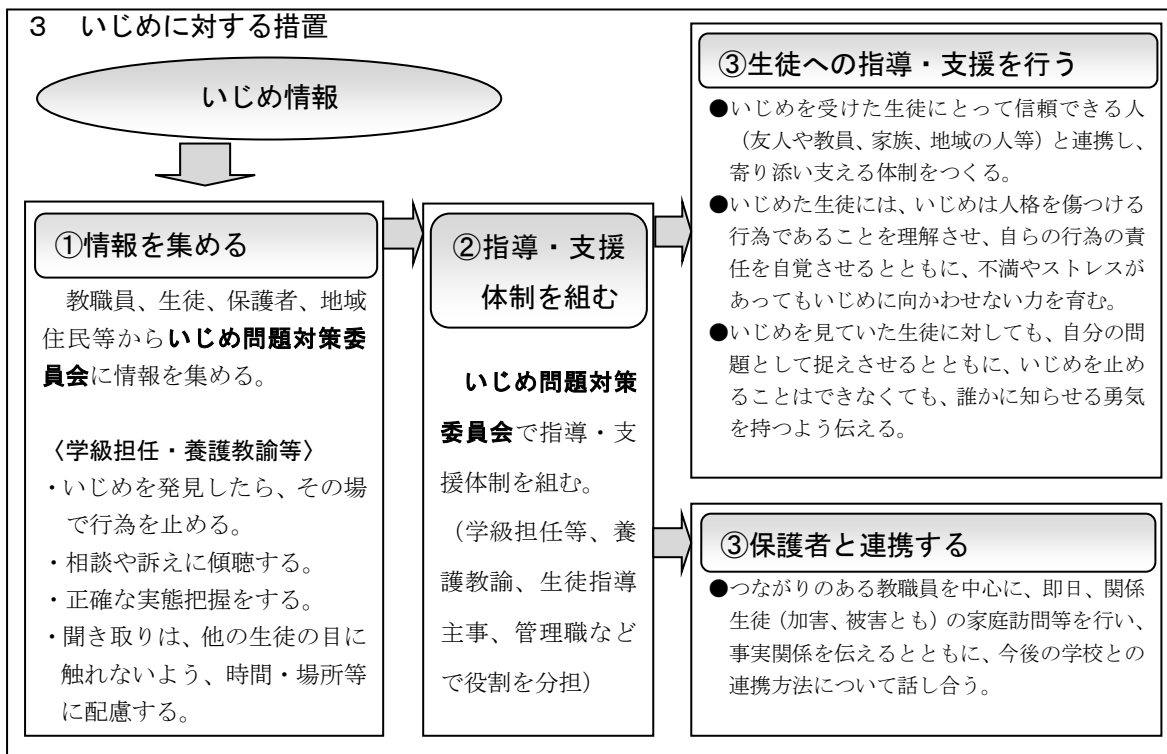 3 いじめに対する措置
いじめ情報
①情報を集める
教職員、生徒、保護者、地域
住民等からいじめ問題対策委
員会に情報を集める。
〈学級担任・養護教諭等〉
・いじめを発見したら、その場
で行為を止める。
・相談や訴えに傾聴する。
・正確な実態把握をする。
・聞き取りは、他の生徒の目に
触れないよう、時間・場所等
に配慮する。
②指導・支援
体制を組む
いじめ問題対策
委員会で指導・支
援体制を組む。
（学級担任等、養
護教諭、生徒指導
主事、管理職など
で役割を分担）
③生徒への指導・支援を行う
●いじめを受けた生徒にとって信頼できる人
（友人や教員、家族、地域の人等）と連携し、
寄り添い支える体制をつくる。
●いじめた生徒には、いじめは人格を傷つける
行為であることを理解させ、自らの行為の責
任を自覚させるとともに、不満やストレスが
あってもいじめに向かわせない力を育む。
●いじめを見ていた生徒に対しても、自分の問
題として捉えさせるとともに、いじめを止め
ることはできなくても、誰かに知らせる勇気
を持つよう伝える。
③保護者と連携する
●つながりのある教職員を中心に、即日、関係
生徒（加害、被害とも）の家庭訪問等を行い、
事実関係を伝えるとともに、今後の学校との
連携方法について話し合う。